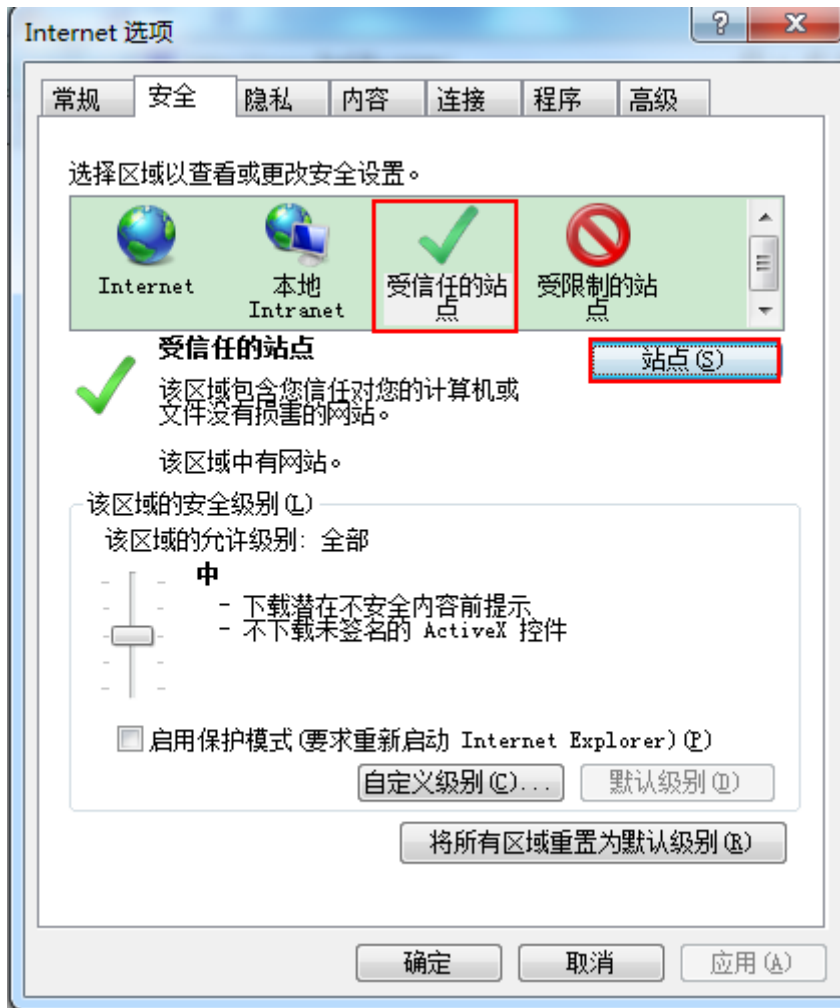 Internet 选项
常规 安全 隐私 内容 连接 程序 高级
选择区域以查看或更改安全设置。
Internet
本地
Intranet
受信任的站
点
受限制的站
点
受信任的站点
站点(S)
该区域包含您信任对您的计算机或
文件没有损害的网站。
该区域中有网站。
该区域的安全级别(L)
该区域的允许级别: 全部
中
- 下载潜在不安全内容前提示
- 不下载未签名的 ActiveX 控件
启用保护模式(要求重新启动 Internet Explorer)(P)
自定义级别(C)... 默认级别(D)
将所有区域重置为默认级别(R)
确定 取消 应用(A)